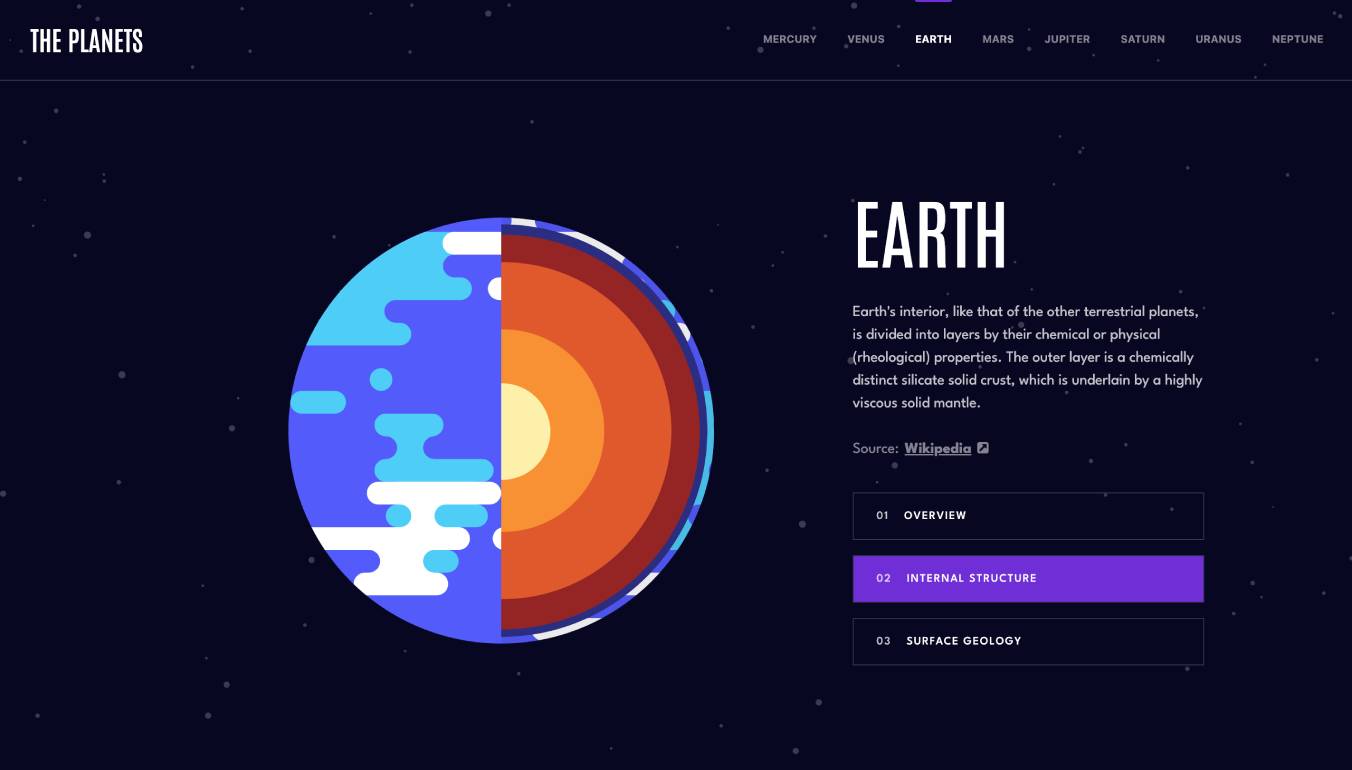 THE PLANETS
MERCURY VENUS EARTH MARS JUPITER SATURN URANUS NEPTUNE
EARTH
Earth's interior, like that of the other terrestrial planets,
is divided into layers by their chemical or physical
(rheological) properties. The outer layer is a chemically
distinct silicate solid crust, which is underlain by a highly
viscous solid mantle.
Source: Wikipedia
01 OVERVIEW
02 INTERNAL STRUCTURE
03 SURFACE GEOLOGY